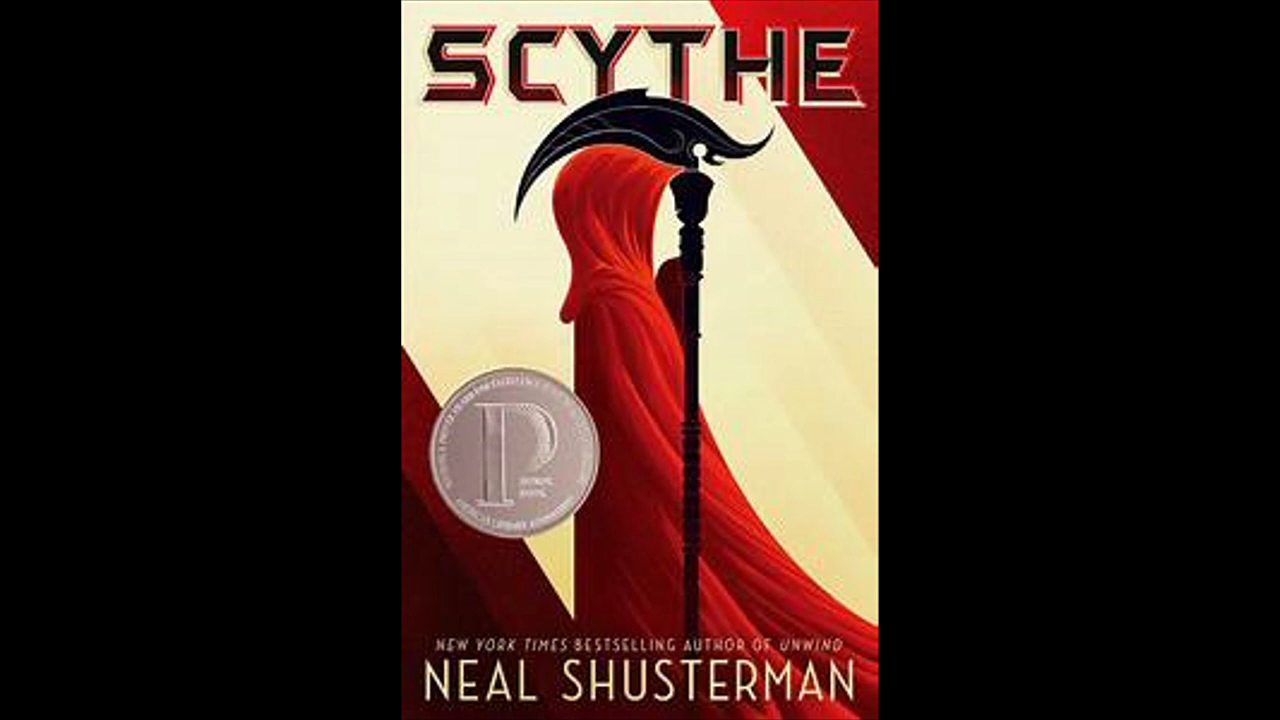 SCYTHE
P
NEW YORK TIMES BESTSELLING AUTHOR OF UNWIND
NEAL SHUSTERMAN